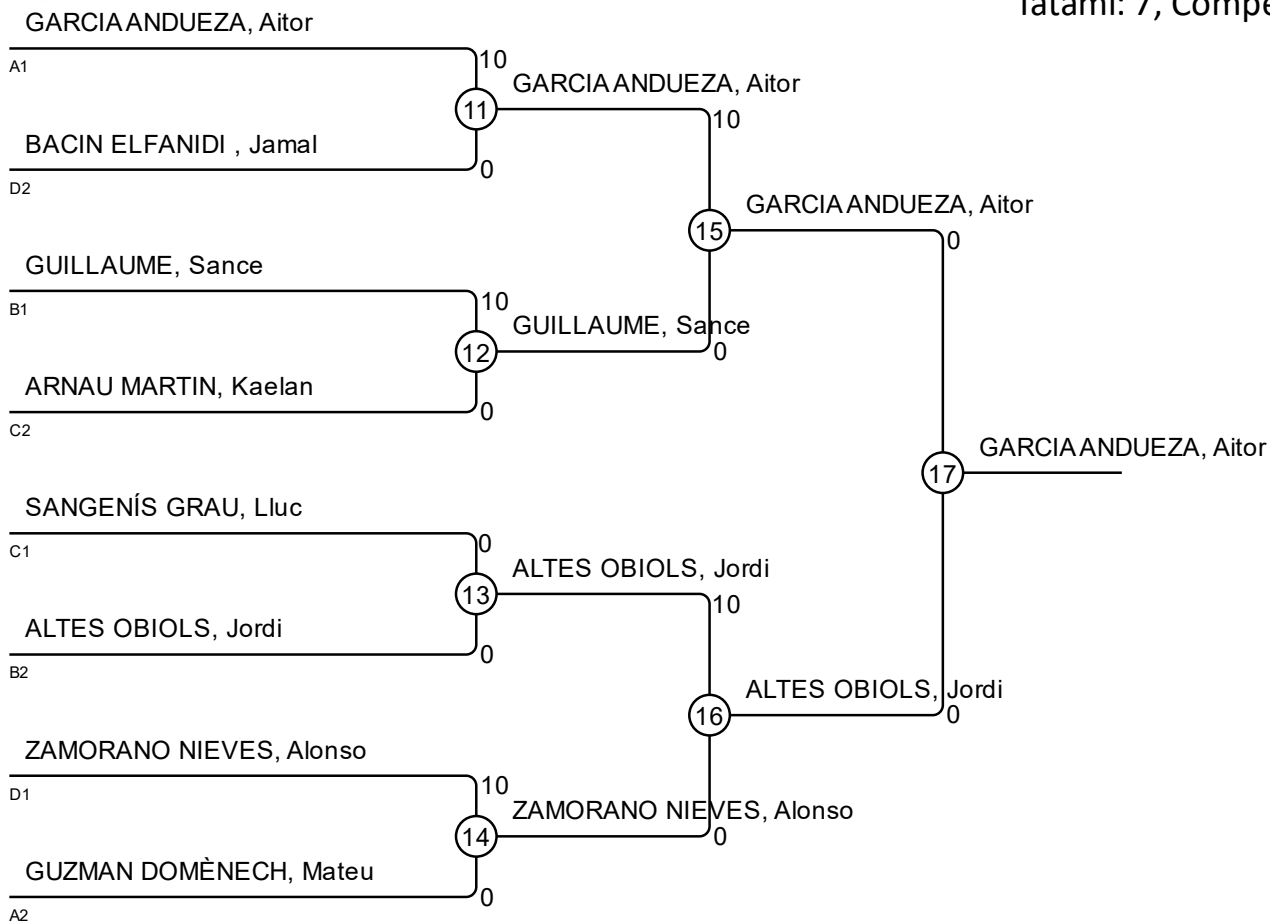 Tatami: 7, Compe
GARCIA ANDUEZA, Aitor
A1
10
11
GARCIA ANDUEZA, Aitor
10
BACIN ELFANIDI , Jamal
0
D2
15
GARCIA ANDUEZA, Aitor
0
GUILLAUME, Sance
B1
10
12
GUILLAUME, Sance
0
ARNAU MARTIN, Kaelan
0
C2
17
GARCIA ANDUEZA, Aitor
SANGENÍS GRAU, Lluc
C1
0
13
ALTES OBIOLS, Jordi
10
ALTES OBIOLS, Jordi
0
B2
16
ALTES OBIOLS, Jordi
0
ZAMORANO NIEVES, Alonso
D1
10
14
ZAMORANO NIEVES, Alonso
0
GUZMAN DOMÈNECH, Mateu
0
A2